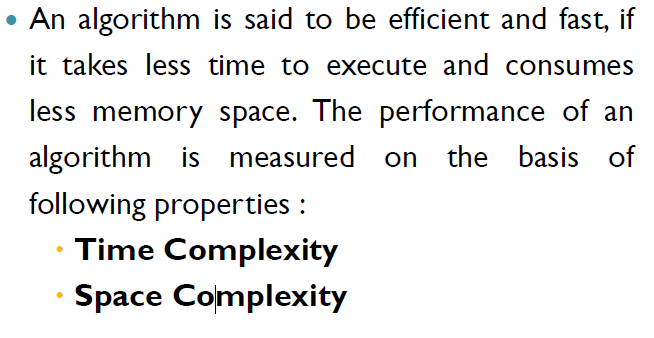 • An algorithm is said to be efficient and fast, if
it takes less time to execute and consumes
less memory space. The performance of an
algorithm is measured on the basis of
following properties :
• Time Complexity
• Space Complexity